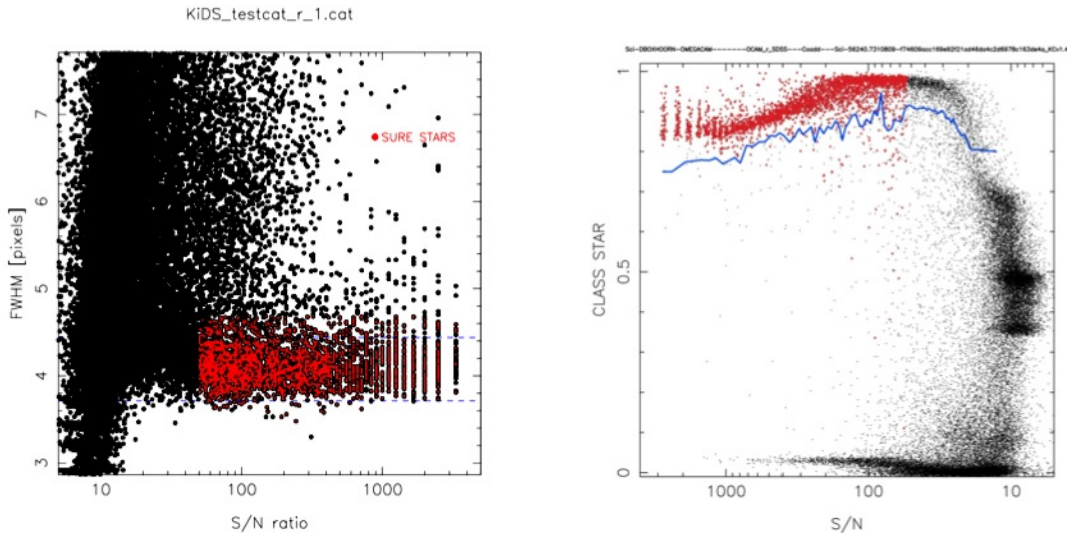 KiDS_testcat_r_1.cat
FWHM [pixels]
7
6
5
4
3
SURE STARS
10
100
1000
S/N ratio
CLASS STAR
1
0.5
0
1000
100
10
S/N